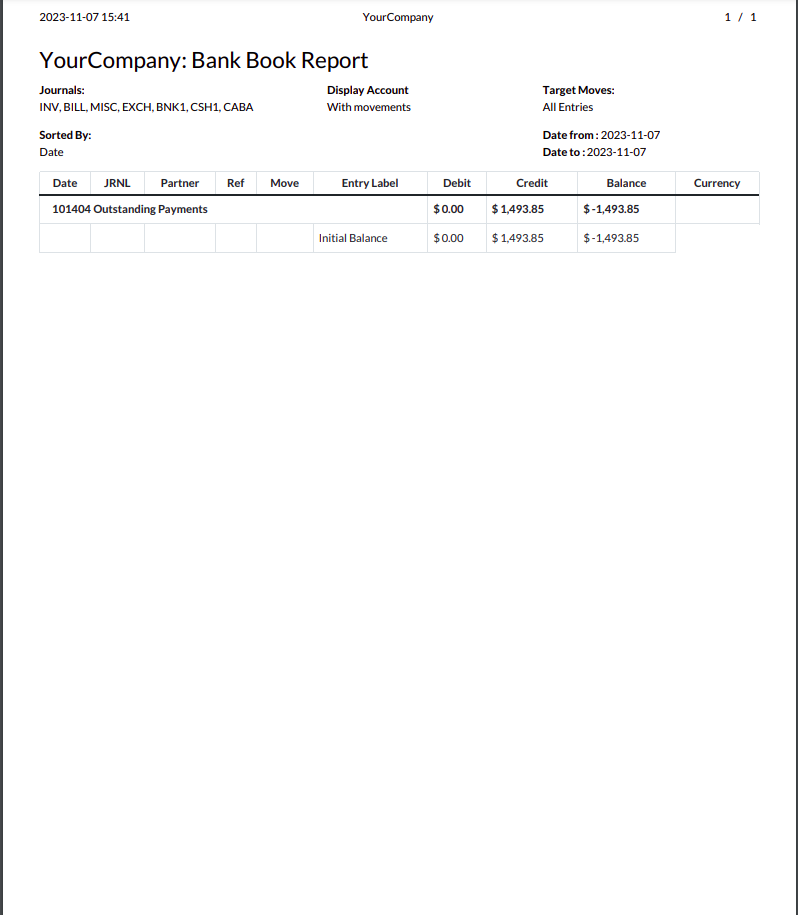 2023-11-07 15:41 YourCompany 1 / 1
YourCompany: Bank Book Report
Journals: Display Account Target Moves:
INV, BILL, MISC, EXCH, BNK1, CSH1, CABA With movements All Entries
Sorted By: Date from : 2023-11-07
Date Date to : 2023-11-07
Date JRNL Partner Ref Move Entry Label Debit Credit Balance Currency
101404 Outstanding Payments $ 0.00 $ 1,493.85 $ -1,493.85
Initial Balance $ 0.00 $ 1,493.85 $ -1,493.85